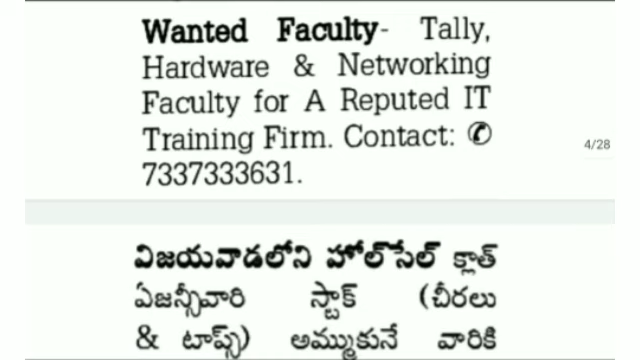 Wanted Faculty- Tally,
Hardware & Networking
Faculty for A Reputed IT
Training Firm. Contact: ✆
7337333631.
4/28
విజయవాడలోని హోల్‌సేల్ క్లాత్
ఏజన్సీవారి స్టాక్ (చీరలు
& టాప్స్) అమ్ముకునే వారికి